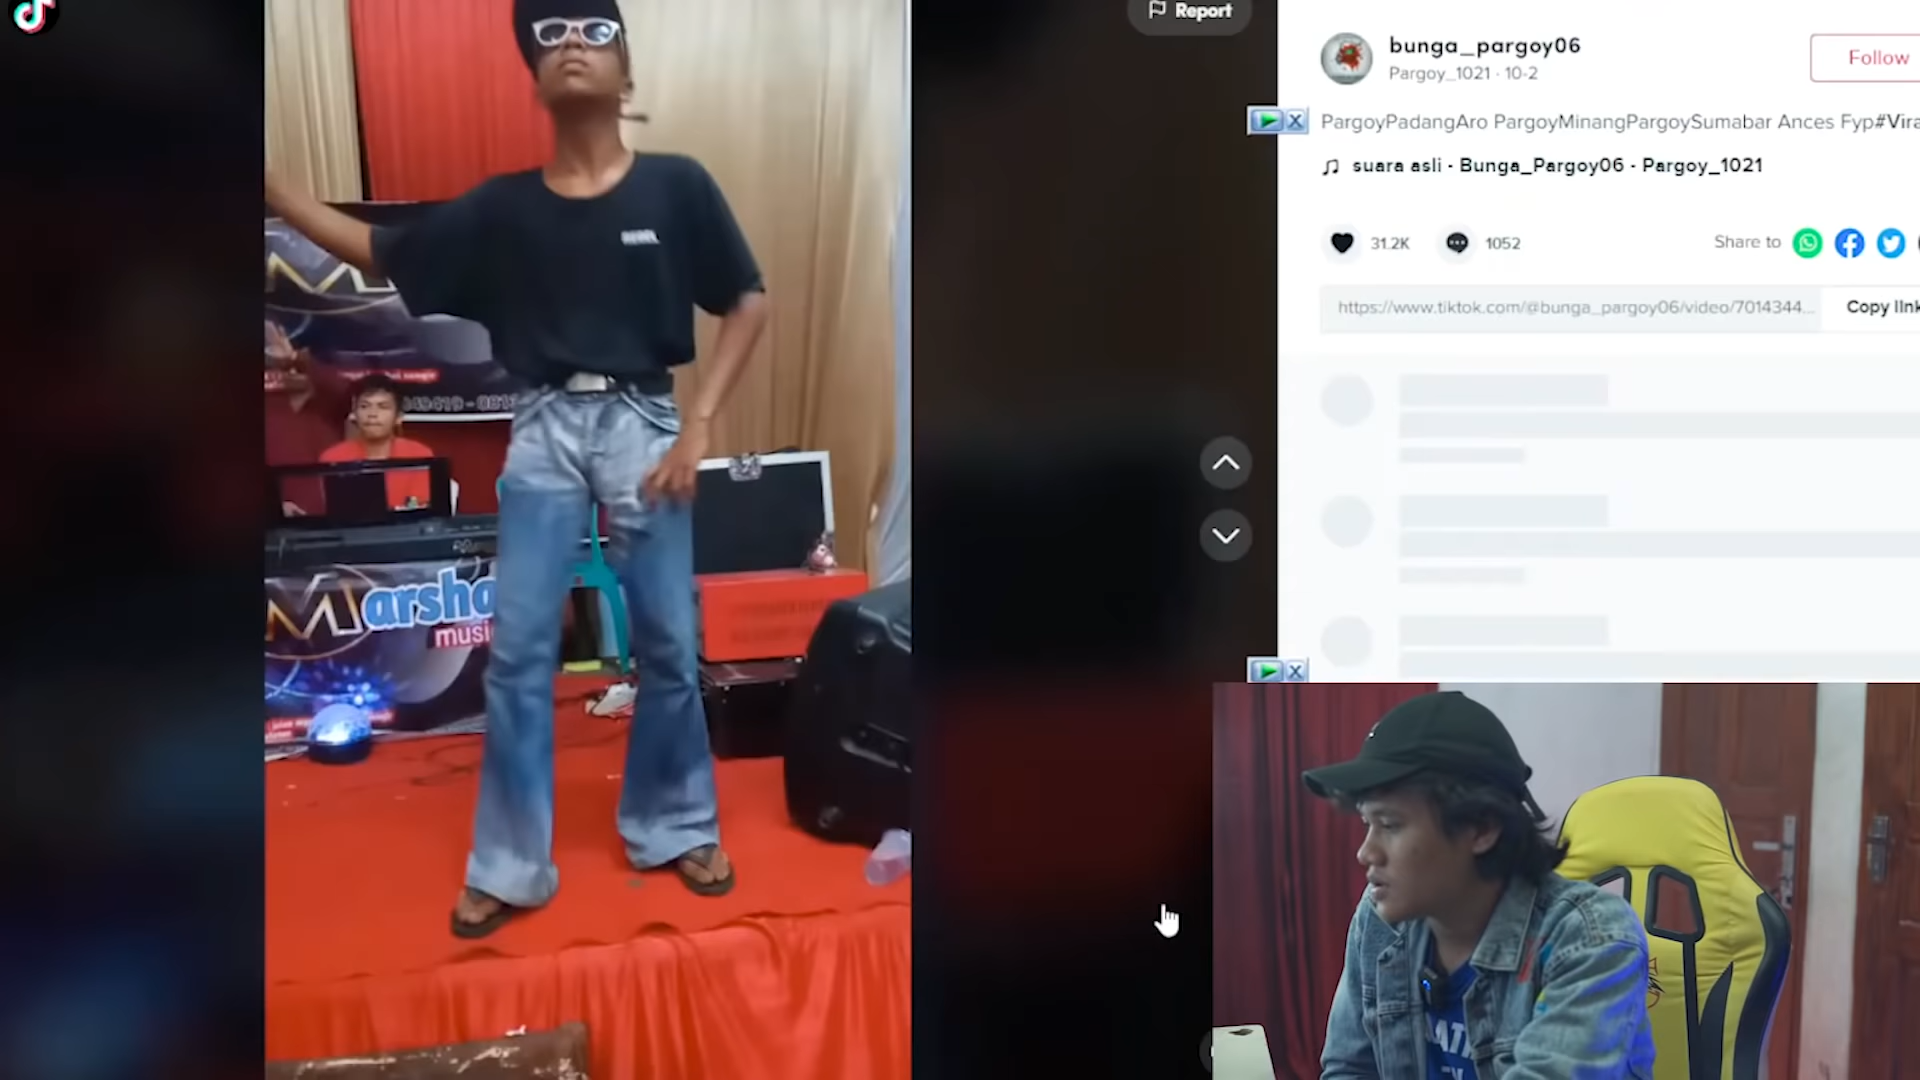 Report
bunga_pargoy06
Pargoy_1021 · 10-2
Follow
PargoyPadangAro PargoyMinangPargoySumabar Ances Fyp#Vira
suara asli - Bunga_Pargoy06 - Pargoy_1021
31.2K
1052
Share to
https://www.tiktok.com/@bunga_pargoy06/video/7014344...
Copy link
Marsha
music